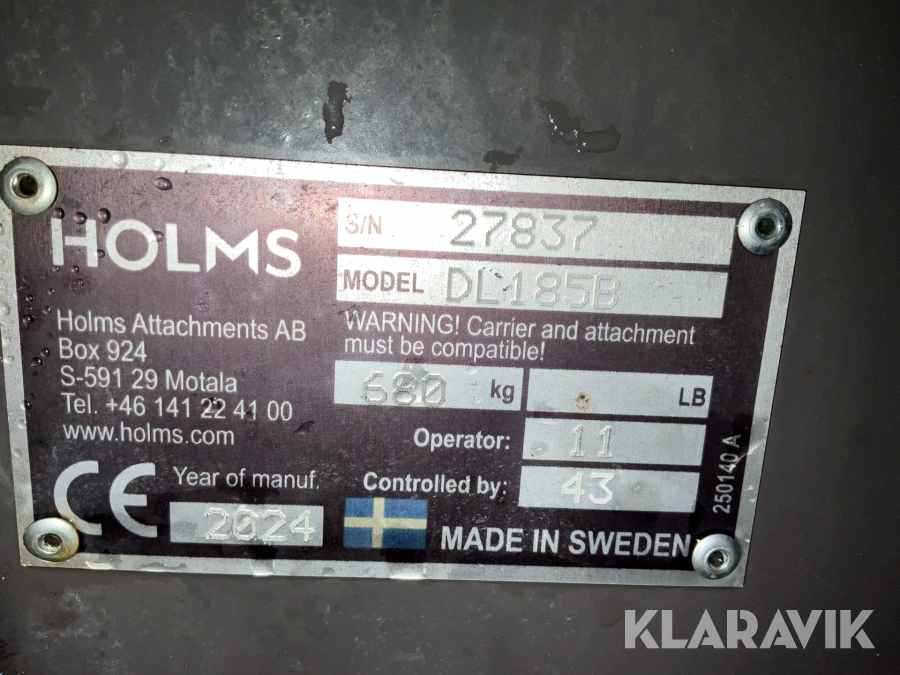 HOLMS
S/N 27837
MODEL DL185B
WARNING! Carrier and attachment
must be compatible!
680 kg
LB
Operator: 11
Controlled by: 43
Holms Attachments AB
Box 924
S-591 29 Motala
Tel. +46 141 22 41 00
www.holms.com
CE
Year of manuf.
2024
MADE IN SWEDEN
250140 A
KLARAVIK